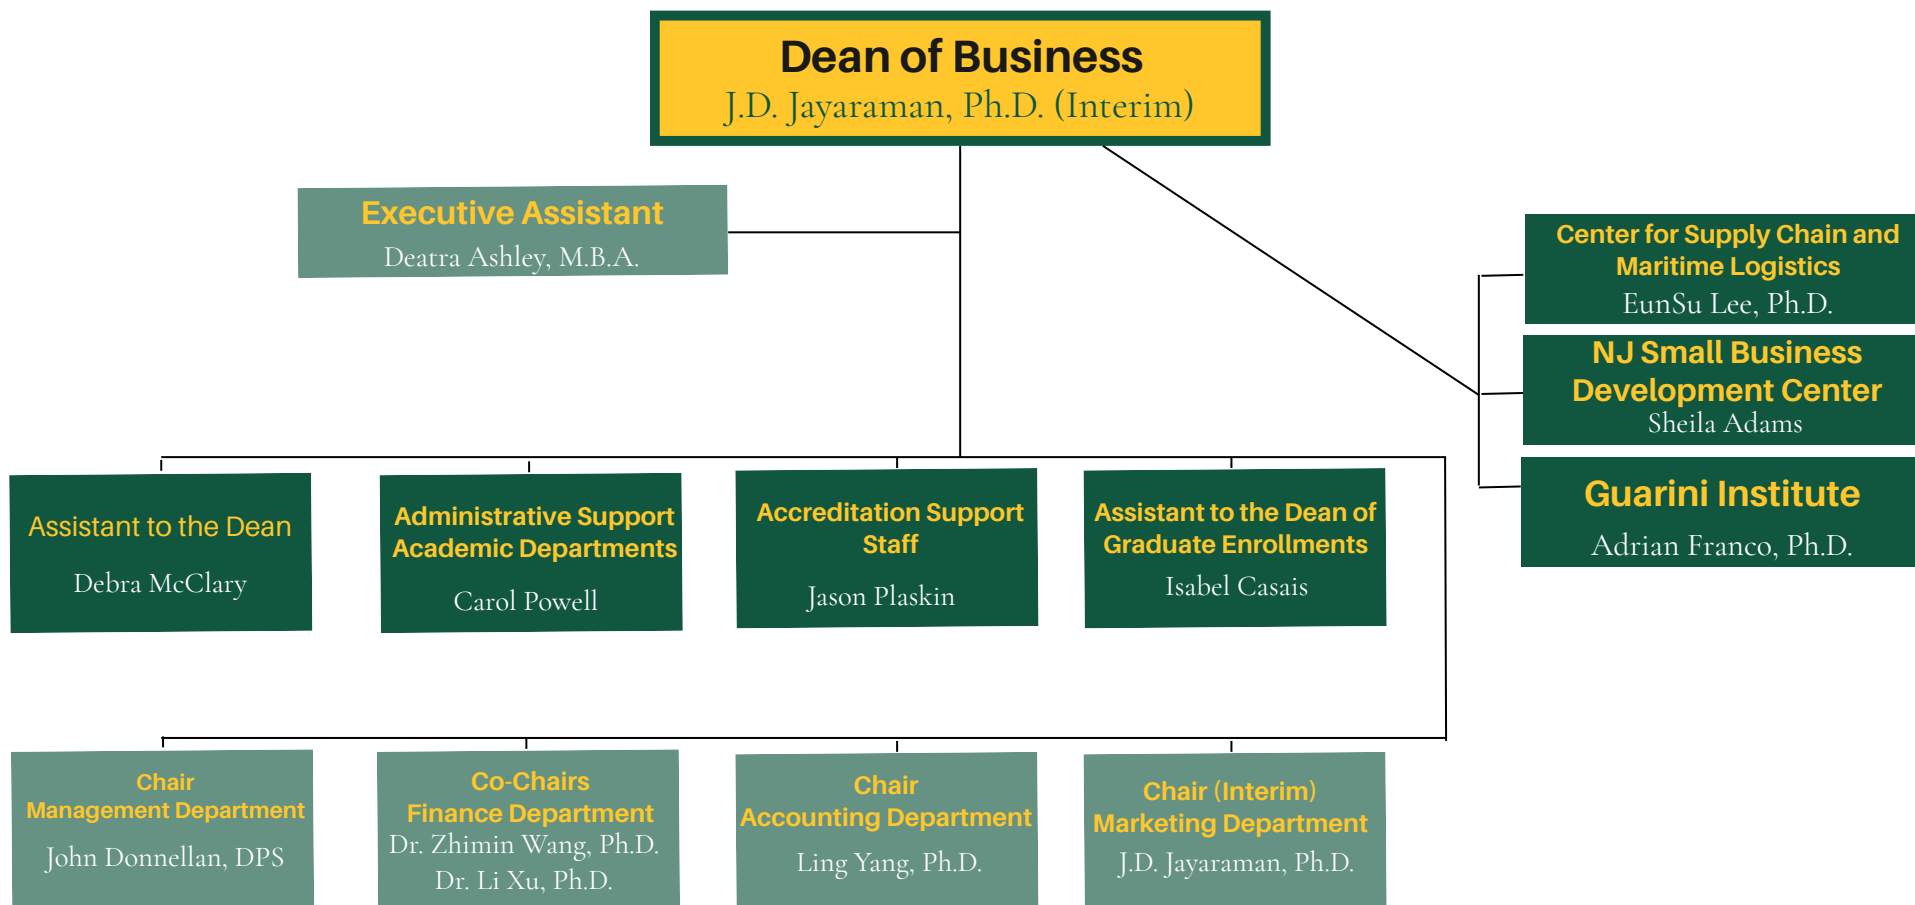 Dean of Business
J.D. Jayaraman, Ph.D. (Interim)
Executive Assistant
Deatra Ashley, M.B.A.
Center for Supply Chain and
Maritime Logistics
EunSu Lee, Ph.D.
NJ Small Business
Development Center
Sheila Adams
Guarini Institute
Adrian Franco, Ph.D.
Assistant to the Dean
Debra McClary
Administrative Support
Academic Departments
Carol Powell
Accreditation Support
Staff
Jason Plaskin
Assistant to the Dean of
Graduate Enrollments
Isabel Casais
Chair
Management Department
John Donnellan, DPS
Co-Chairs
Finance Department
Dr. Zhimin Wang, Ph.D.
Dr. Li Xu, Ph.D.
Chair
Accounting Department
Ling Yang, Ph.D.
Chair (Interim)
Marketing Department
J.D. Jayaraman, Ph.D.